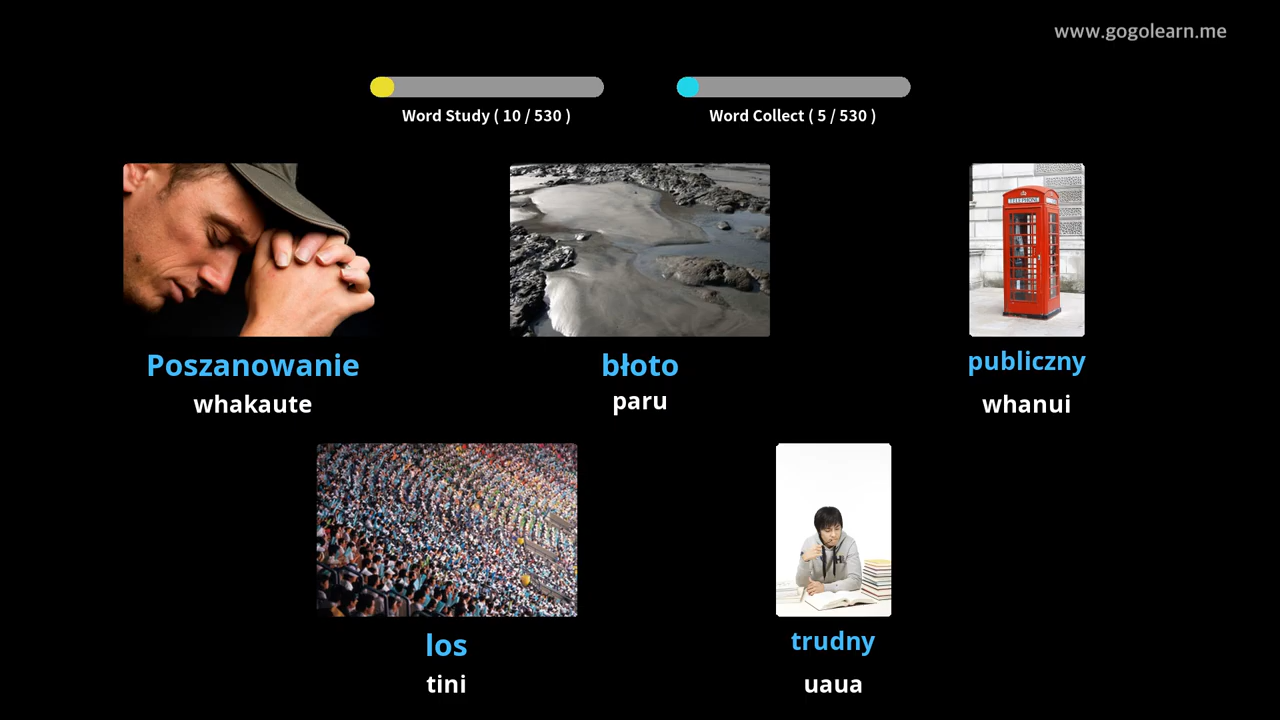 www.gogolearn.me
Word Study ( 10 / 530 )
Word Collect ( 5 / 530 )
TELEPHONE
Poszanowanie
błoto
publiczny
whakaute
paru
whanui
los
trudny
tini
uaua